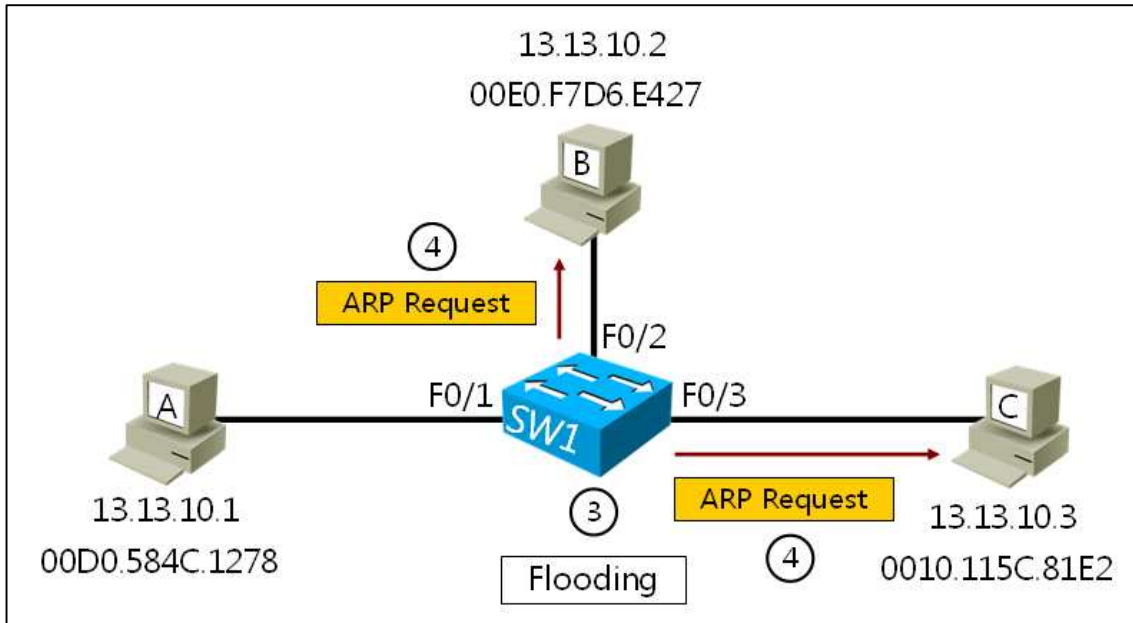 13.13.10.2
00E0.F7D6.E427
B
4
ARP Request
F0/2
A
F0/1
F0/3
C
SW1
ARP Request
13.13.10.1
3
13.13.10.3
00D0.584C.1278
4
0010.115C.81E2
Flooding